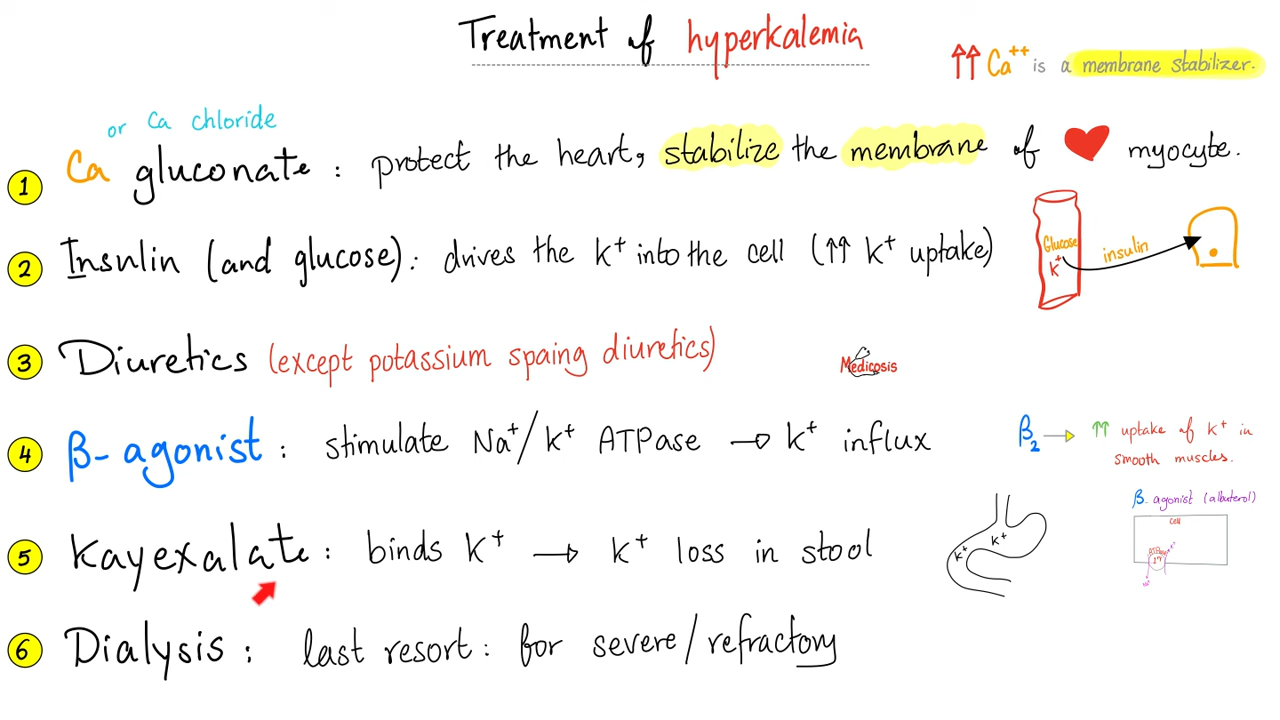 Treatment of hyperkalemia
↑↑ Ca++ is a membrane stabilizer.
or Ca chloride
1 Ca gluconate : protect the heart, stabilize the membrane of ❤ myocyte.
2 Insulin (and glucose) : drives the K+ into the cell (↑↑ K+ uptake)
Glucose
K+
insulin
3 Diuretics (except potassium spaing diuretics)
Medicosis
4 β-agonist : stimulate Na+/K+ ATPase → K+ influx
β2 → ↑↑ uptake of K+ in
smooth muscles.
5 Kayexalate : binds K+ → K+ loss in stool
K+ K+
β-agonist (albuterol)
Cell
6 Dialysis : last resort : for severe/refractory